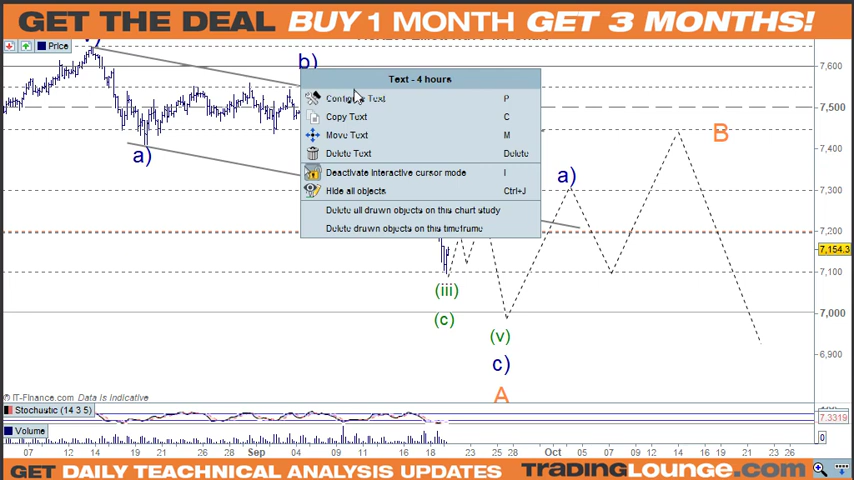 GET THE DEAL BUY 1 MONTH GET 3 MONTHS!
Price
b)
7,600
7,500
7,400
7,300
7,200
7,154.3
7,100
7,000
6,900
Text - 4 hours
Configure Text P
Copy Text C
Move Text M
Delete Text Delete
Deactivate interactive cursor mode I
Hide all objects Ctrl+J
Delete all drawn objects on this chart study
Delete drawn objects on this timeframe
a)
a)
B
(iii)
(c)
(v)
c)
A
© IT-Finance.com Data is Indicative
Stochastic (14 3 5)
7.3319
Volume
0
07 12 19 21 26 Sep 04 09 11 18 23 25 28 Oct 05 07 09 14 16 19 21 23 26
GET DAILY TEACHNICAL ANALYSIS UPDATES TRADINGLOUNGE.com